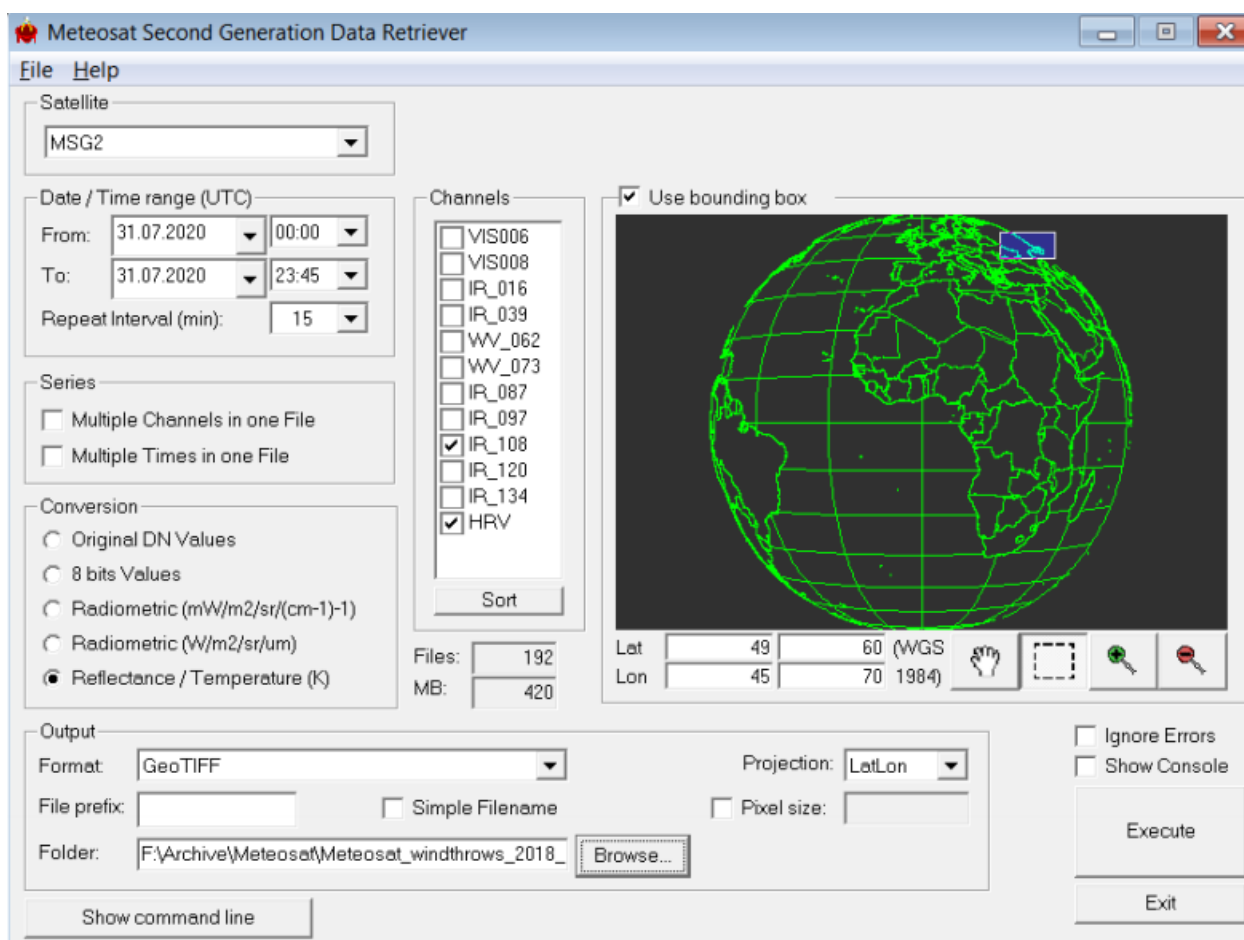 Meteosat Second Generation Data Retriever
File Help
Satellite
MSG2
Date / Time range (UTC)
From: 31.07.2020 00:00
To: 31.07.2020 23:45
Repeat Interval (min): 15
Series
Multiple Channels in one File
Multiple Times in one File
Conversion
Original DN Values
8 bits Values
Radiometric (mW/m2/sr/(cm-1)-1)
Radiometric (W/m2/sr/um)
Reflectance / Temperature (K)
Channels
VIS006
VIS008
IR_016
IR_039
WV_062
WV_073
IR_087
IR_097
IR_108
IR_120
IR_134
HRV
Sort
Files: 192
MB: 420
Use bounding box
Lat 49 60 (WGS
Lon 45 70 1984)
Output
Format: GeoTIFF
Projection: LatLon
File prefix:
Simple Filename
Pixel size:
Folder: F:\Archive\Meteosat\Meteosat_windthrows_2018_
Browse...
Ignore Errors
Show Console
Execute
Exit
Show command line